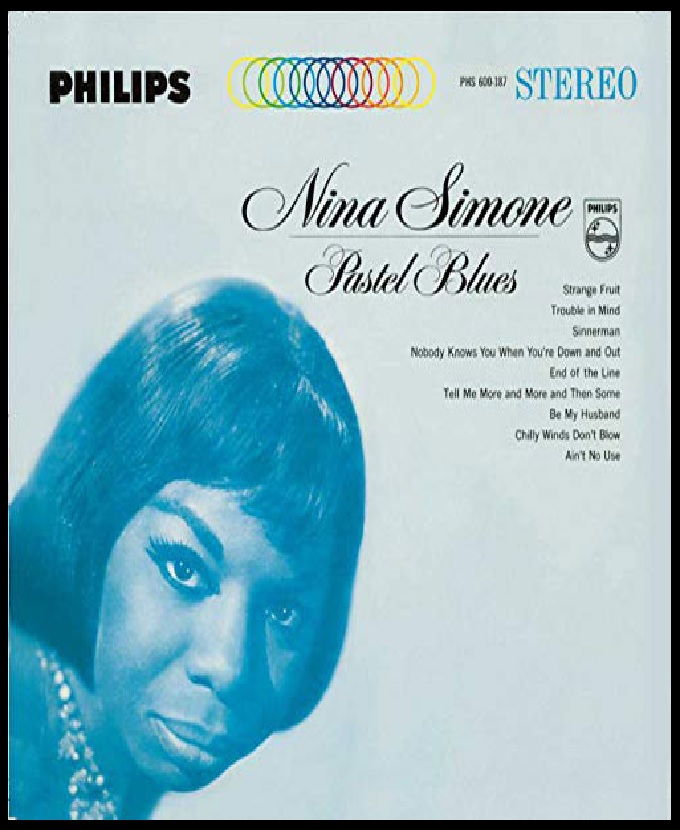 PHILIPS
PHS 600-187 STEREO
Nina Simone
PHILIPS
Pastel Blues
Strange Fruit
Trouble in Mind
Sinnerman
Nobody Knows You When You're Down and Out
End of the Line
Tell Me More and More and Then Some
Be My Husband
Chilly Winds Don't Blow
Ain't No Use